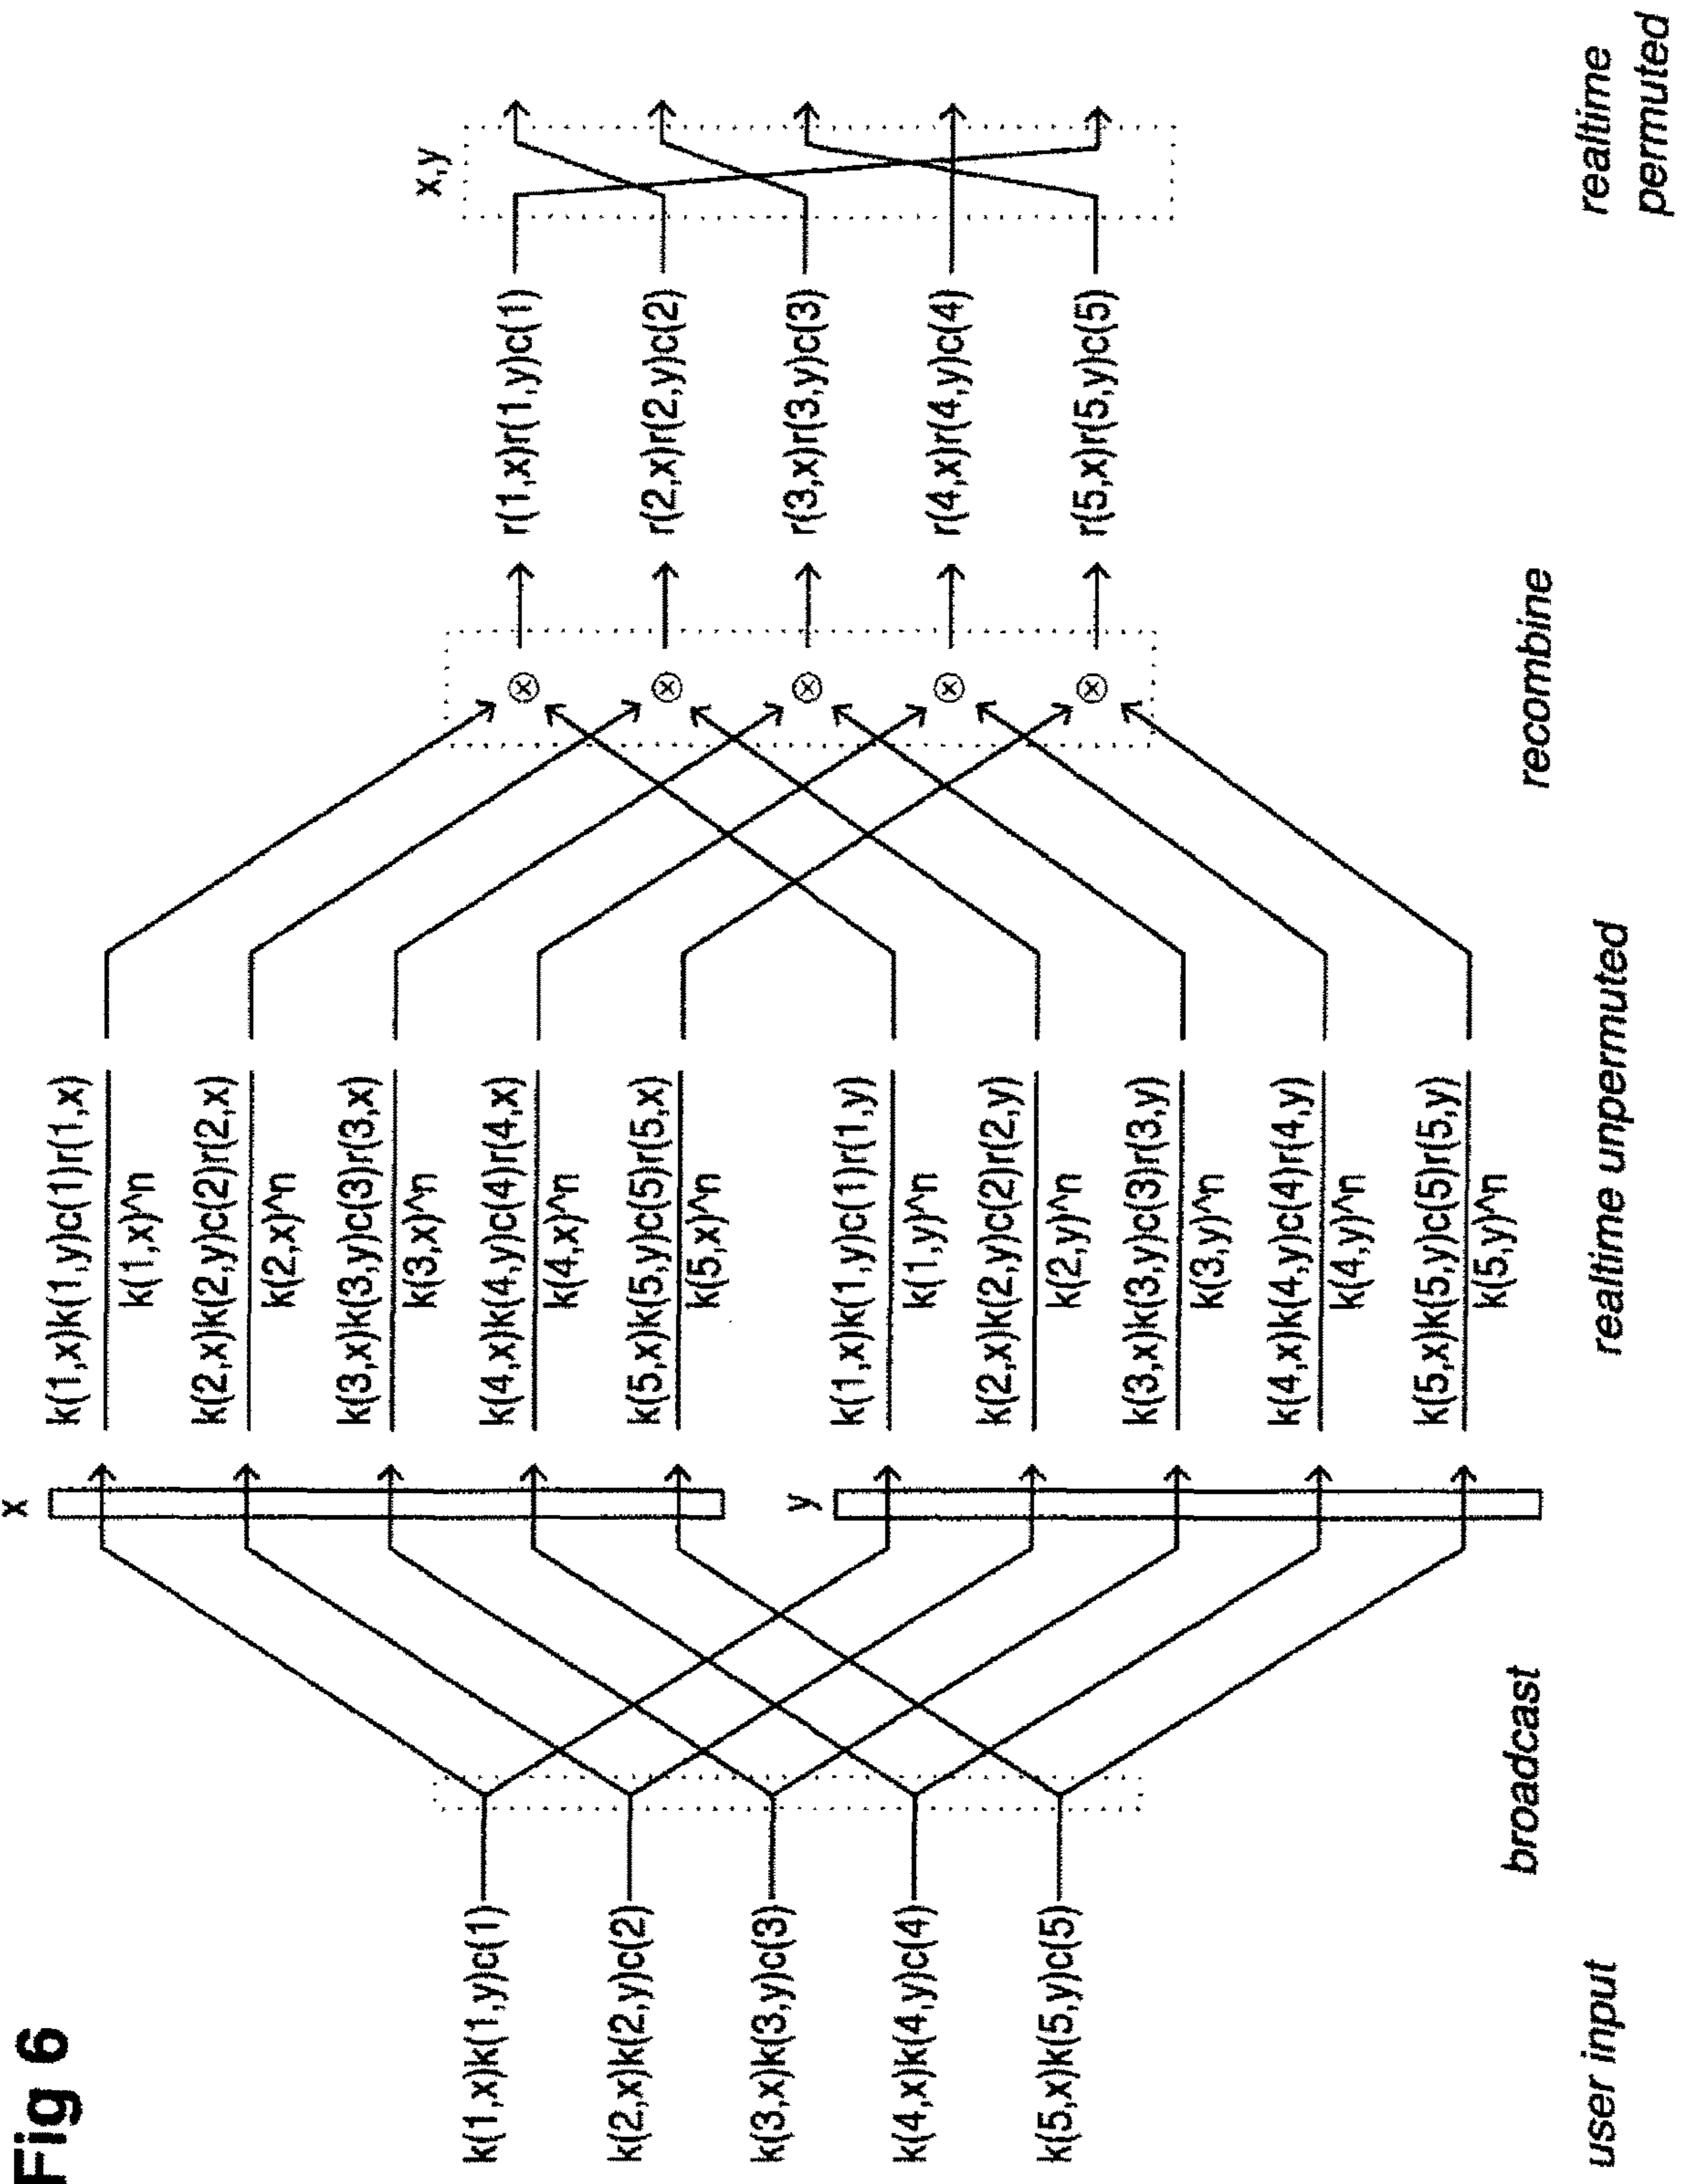 Fig 6
k(1,x)k(1,y)c(1)
k(2,x)k(2,y)c(2)
k(3,x)k(3,y)c(3)
k(4,x)k(4,y)c(4)
k(5,x)k(5,y)c(5)
x
y
k(1,x)k(1,y)c(1)r(1,x)
k(1,x)^n
k(2,x)k(2,y)c(2)r(2,x)
k(2,x)^n
k(3,x)k(3,y)c(3)r(3,x)
k(3,x)^n
k(4,x)k(4,y)c(4)r(4,x)
k(4,x)^n
k(5,x)k(5,y)c(5)r(5,x)
k(5,x)^n
k(1,x)k(1,y)c(1)r(1,y)
k(1,y)^n
k(2,x)k(2,y)c(2)r(2,y)
k(2,y)^n
k(3,x)k(3,y)c(3)r(3,y)
k(3,y)^n
k(4,x)k(4,y)c(4)r(4,y)
k(4,y)^n
k(5,x)k(5,y)c(5)r(5,y)
k(5,y)^n
r(1,x)r(1,y)c(1)
r(2,x)r(2,y)c(2)
r(3,x)r(3,y)c(3)
r(4,x)r(4,y)c(4)
r(5,x)r(5,y)c(5)
x,y
user input
broadcast
realtime unpermuted
recombine
realtime
permuted